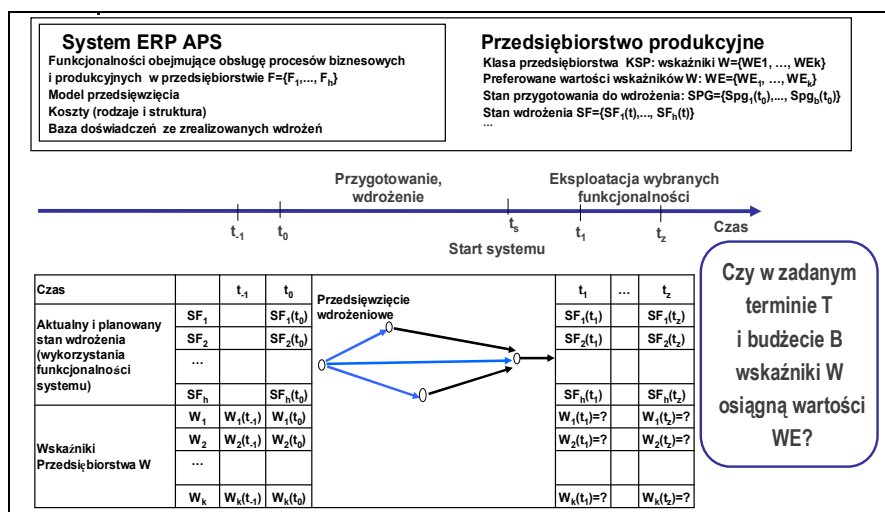 System ERP APS
Funkcjonalności obejmujące obsługę procesów biznesowych
i produkcyjnych w przedsiębiorstwie F={F1,..., Fh}
Model przedsięwzięcia
Koszty (rodzaje i struktura)
Baza doświadczeń ze zrealizowanych wdrożeń
Przedsiębiorstwo produkcyjne
Klasa przedsiębiorstwa KSP: wskaźniki W={WE1, …, WEk}
Preferowane wartości wskaźników W: WE={WE1, …, WEk}
Stan przygotowania do wdrożenia: SPG={Spg1(t0),..., Spgb(t0)}
Stan wdrożenia SF={SF1(t),..., SFh(t)}
…
Przygotowanie,
wdrożenie
Eksploatacja wybranych
funkcjonalności
t-1 t0 ts t1 tz Czas
Start systemu
Czas t-1 t0 t1 … tz
Przedsięwzięcie
wdrożeniowe
Aktualny i planowany
stan wdrożenia
(wykorzystania
funkcjonalności
systemu)
SF1 SF1(t0) SF1(t1) SF1(tz)
SF2 SF2(t0) SF2(t1) SF2(tz)
…
SFh SFh(t0) SFh(t1) SFh(tz)
Wskaźniki
Przedsiębiorstwa W
W1 W1(t-1) W1(t0) W1(t1)=? W1(tz)=?
W2 W2(t-1) W2(t0) W2(t1)=? W2(tz)=?
…
Wk Wk(t-1) Wk(t0) Wk(t1)=? Wk(tz)=?
Czy w zadanym
terminie T
i budżecie B
wskaźniki W
osiągną wartości
WE?